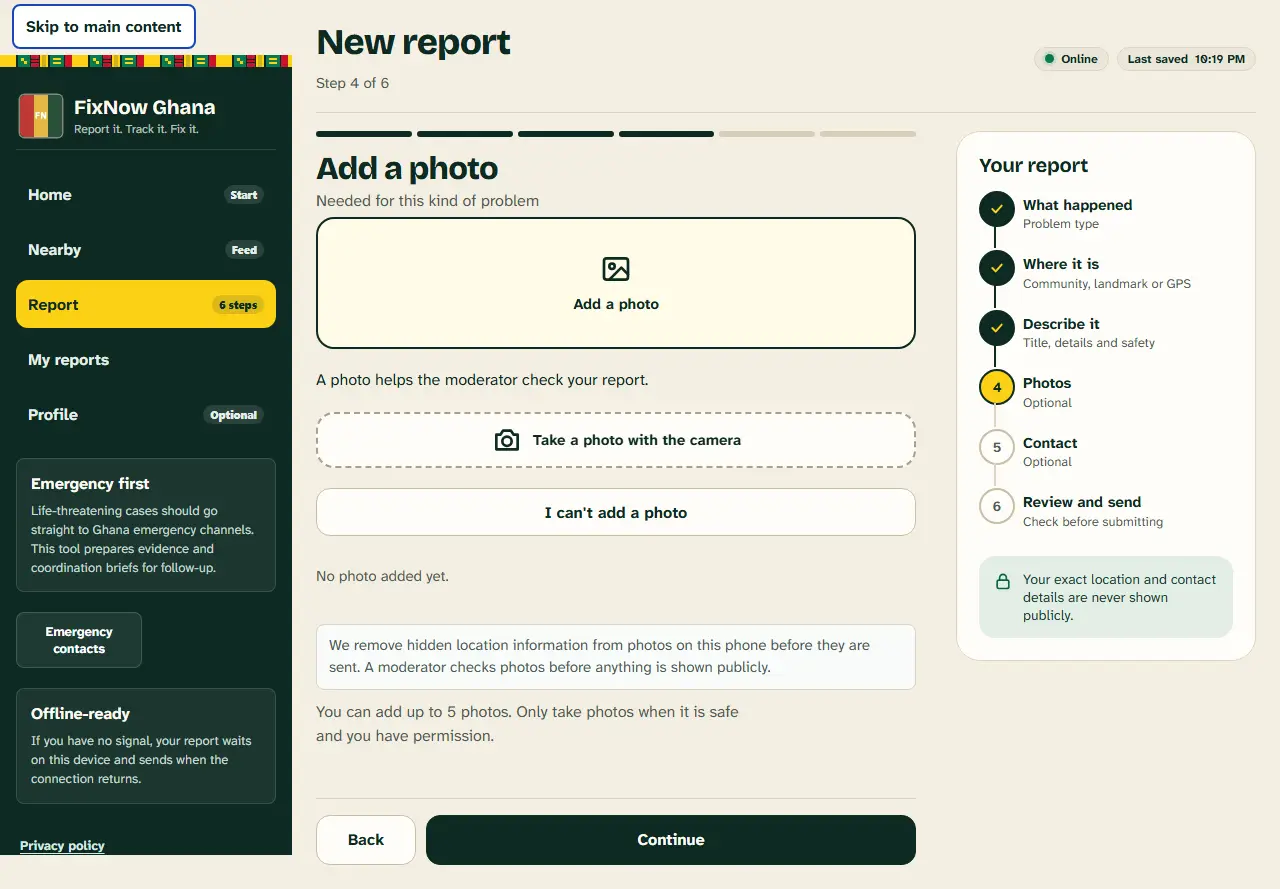 Skip to main content
FN
FixNow Ghana
Report it. Track it. Fix it.
Home
Start
Nearby
Feed
Report
6 steps
My reports
Profile
Optional
Emergency first
Life-threatening cases should go
straight to Ghana emergency channels.
This tool prepares evidence and
coordination briefs for follow-up.
Emergency
contacts
Offline-ready
If you have no signal, your report waits
on this device and sends when the
connection returns.
Privacy policy
New report
Step 4 of 6
Online
Last saved 10:19 PM
Add a photo
Needed for this kind of problem
Add a photo
A photo helps the moderator check your report.
Take a photo with the camera
I can't add a photo
No photo added yet.
We remove hidden location information from photos on this phone before they are
sent. A moderator checks photos before anything is shown publicly.
You can add up to 5 photos. Only take photos when it is safe
and you have permission.
Back
Continue
Your report
What happened
Problem type
Where it is
Community, landmark or GPS
Describe it
Title, details and safety
4
Photos
Optional
5
Contact
Optional
6
Review and send
Check before submitting
Your exact location and contact
details are never shown
publicly.